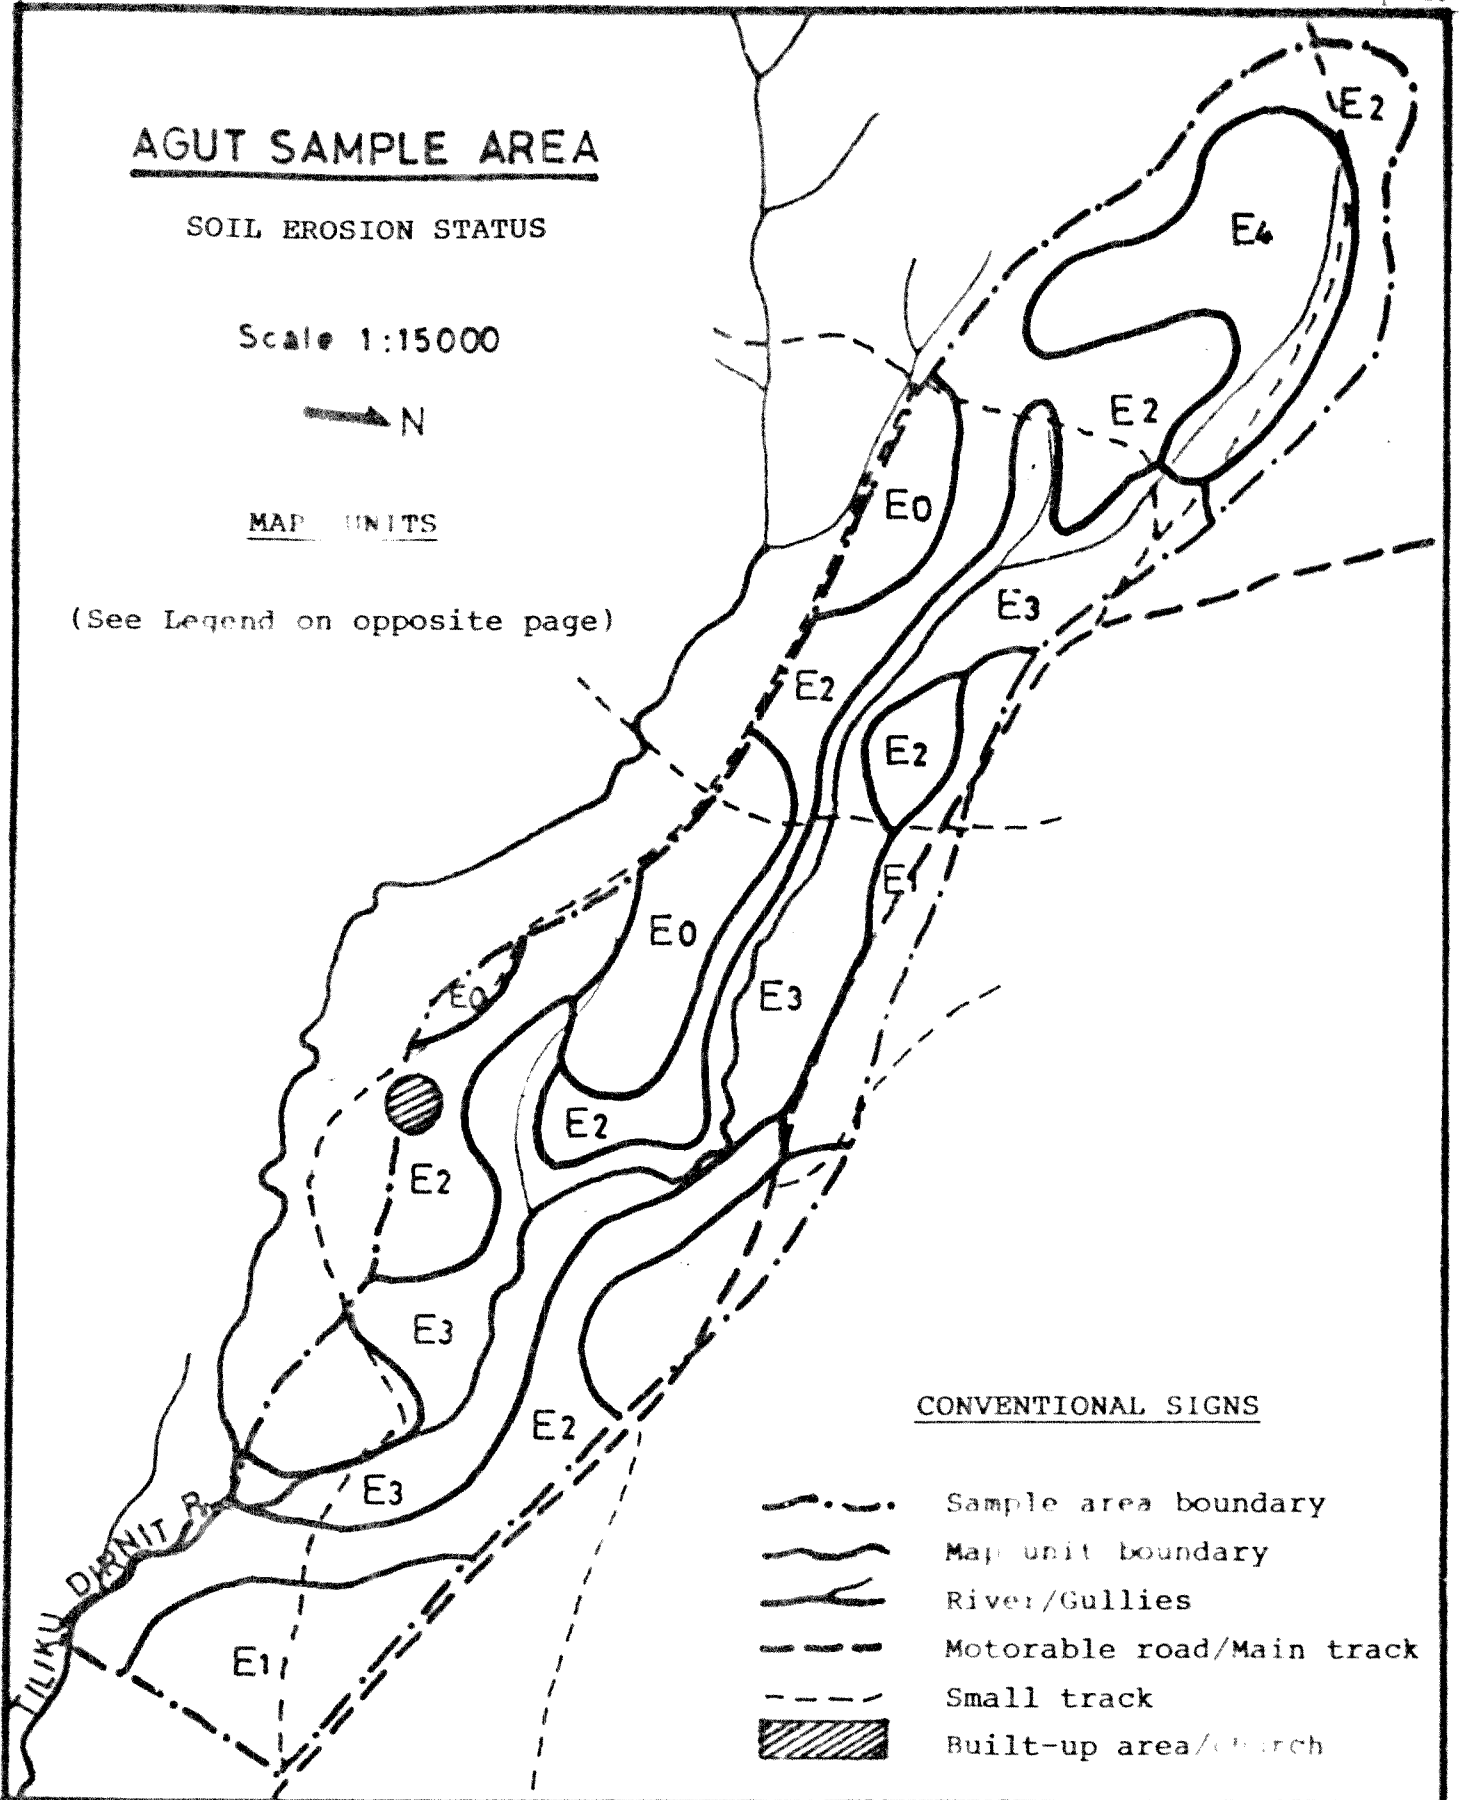 AGUT SAMPLE AREA
SOIL EROSION STATUS
Scale 1:15000
N
MAP UNITS
(See Legend on opposite page)
E2
E4
E2
E0
E3
E2
E2
E1
E0
E3
E0
E2
E2
E3
E2
E3
E1
TILIKU DIRNIT R.
CONVENTIONAL SIGNS
Sample area boundary
Map unit boundary
River/Gullies
Motorable road/Main track
Small track
Built-up area/church